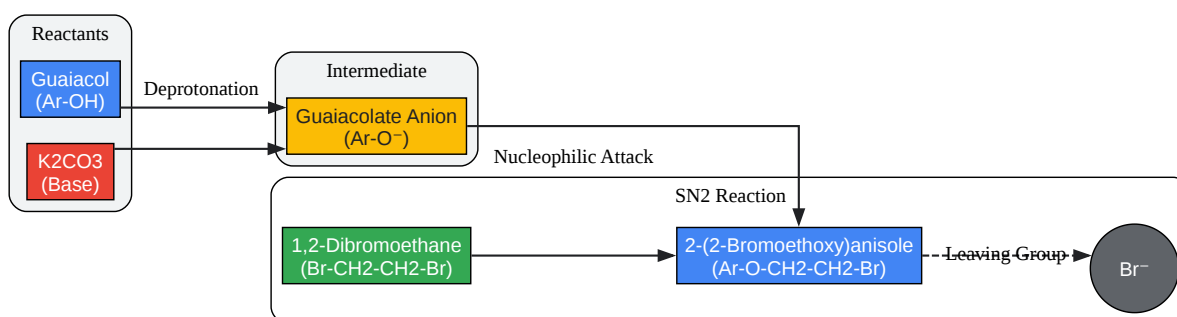 Reactants
Guaiacol
(Ar-OH)
Deprotonation
K2CO3
(Base)
Intermediate
Guaiacolate Anion
(Ar-O⁻)
Nucleophilic Attack
SN2 Reaction
1,2-Dibromoethane
(Br-CH2-CH2-Br)
2-(2-Bromoethoxy)anisole
(Ar-O-CH2-CH2-Br)
Leaving Group
Br⁻